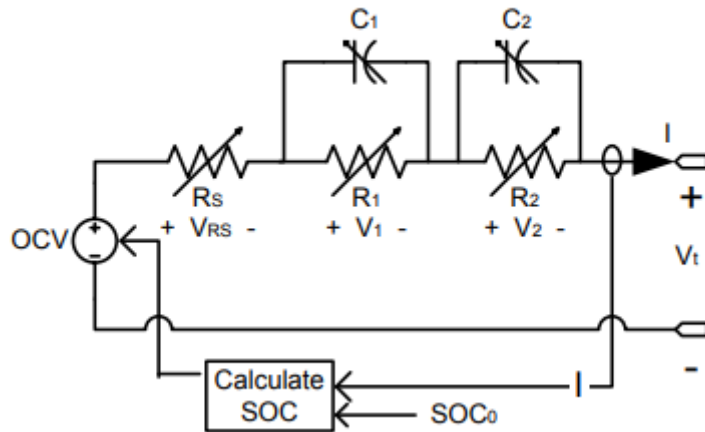 C₁ C₂
I
Rs R₁ R₂
+ VRS - + V₁ - + V₂ -
+
OCV
+
-
Vt
-
Calculate
SOC
I
SOC₀